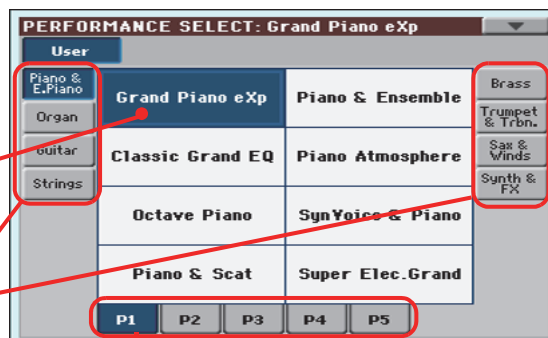 PERFORMANCE SELECT: Grand Piano eXp
User
Piano &
E.Piano
Organ
Guitar
Strings
Grand Piano eXp
Piano & Ensemble
Classic Grand EQ
Piano Atmosphere
Octave Piano
SynVoice & Piano
Piano & Scat
Super Elec.Grand
Brass
Trumpet
& Trbn.
Sax &
Winds
Synth &
FX
P1
P2
P3
P4
P5